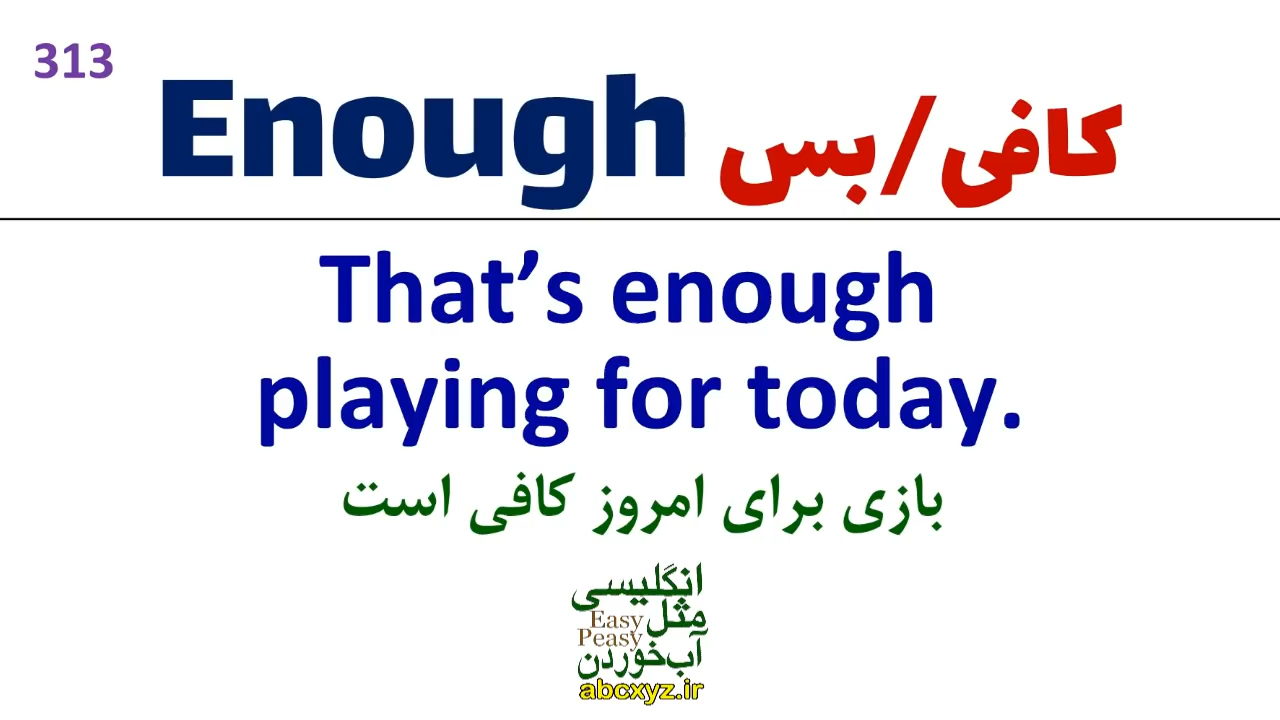 313
Enough کافی/بس
That’s enough
playing for today.
بازی برای امروز کافی است
انگلیسی
مثل Easy
Peasy
آب‌خوردن
abcxyz.ir